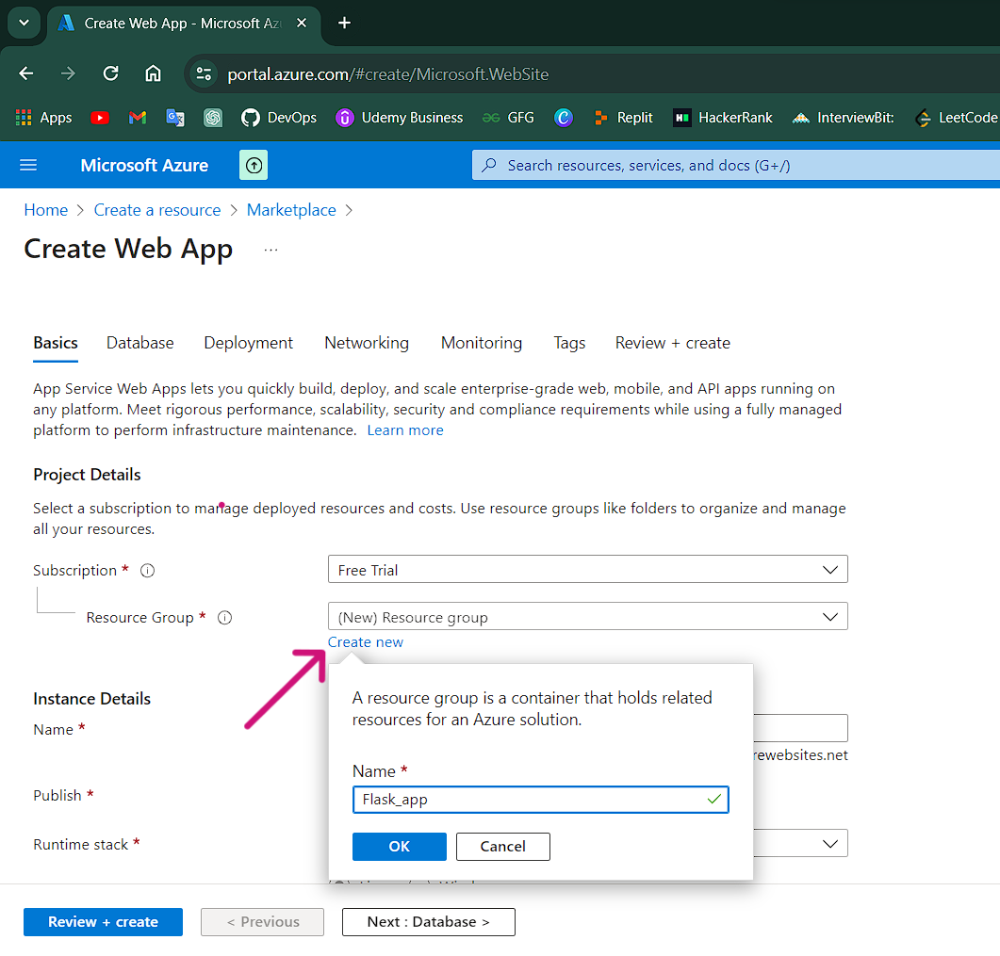 Create Web App - Microsoft Az
portal.azure.com/#create/Microsoft.WebSite
Apps DevOps Udemy Business GFG Replit HackerRank InterviewBit: LeetCode
Microsoft Azure
Search resources, services, and docs (G+/)
Home > Create a resource > Marketplace >
Create Web App ...
Basics Database Deployment Networking Monitoring Tags Review + create
App Service Web Apps lets you quickly build, deploy, and scale enterprise-grade web, mobile, and API apps running on
any platform. Meet rigorous performance, scalability, security and compliance requirements while using a fully managed
platform to perform infrastructure maintenance. Learn more
Project Details
Select a subscription to manage deployed resources and costs. Use resource groups like folders to organize and manage
all your resources.
Subscription *
Free Trial
Resource Group *
(New) Resource group
Create new
A resource group is a container that holds related
resources for an Azure solution.
Name *
Flask_app
OK Cancel
Instance Details
Name *
rewebsites.net
Publish *
Runtime stack *
Review + create < Previous Next : Database >